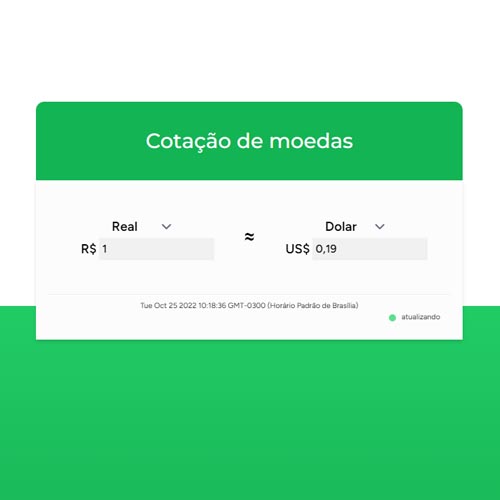 Cotação de moedas
Real
Dolar
R$ 1
≈
US$ 0,19
Tue Oct 25 2022 10:18:36 GMT-0300 (Horário Padrão de Brasília)
atualizando